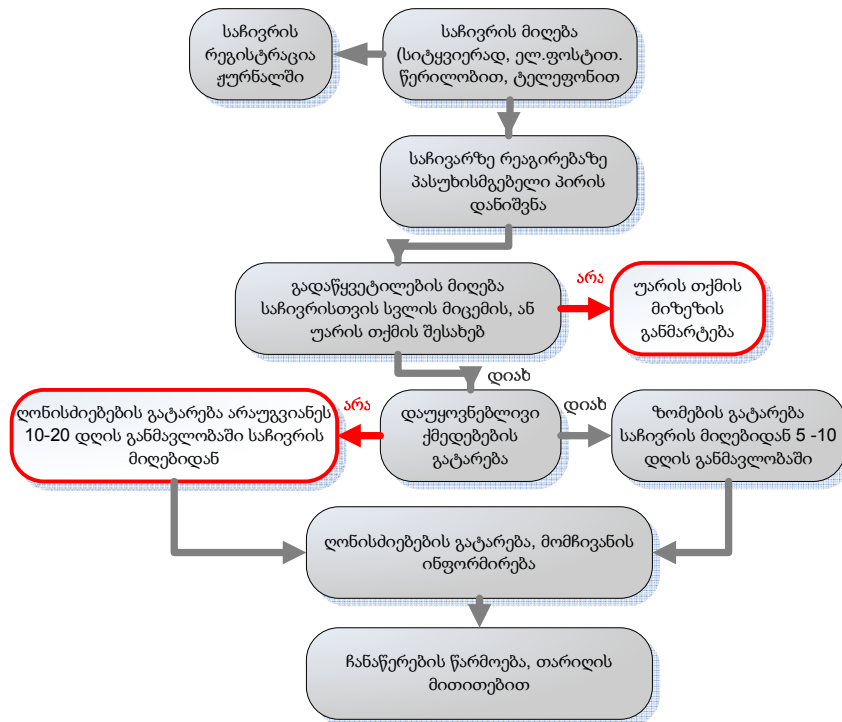 საჩივრის
რეგისტრაცია
ჟურნალში
საჩივრის მიღება
(სიტყვიერად, ელ.ფოსტით.
წერილობით, ტელეფონით
საჩივარზე რეაგირებაზე
პასუხისმგებელი პირის
დანიშვნა
გადაწყვეტილების მიღება
საჩივრისთვის სვლის მიცემის, ან
უარის თქმის შესახებ
არა
უარის თქმის
მიზეზის
განმარტება
დიახ
ღონისძიებების გატარება არაუგვიანეს
10-20 დღის განმავლობაში საჩივრის
მიღებიდან
არა
დაუყოვნებლივი
ქმედებების
გატარება
დიახ
ზომების გატარება
საჩივრის მიღებიდან 5 -10
დღის განმავლობაში
ღონისძიებების გატარება, მომჩივანის
ინფორმირება
ჩანაწერების წარმოება, თარიღის
მითითებით